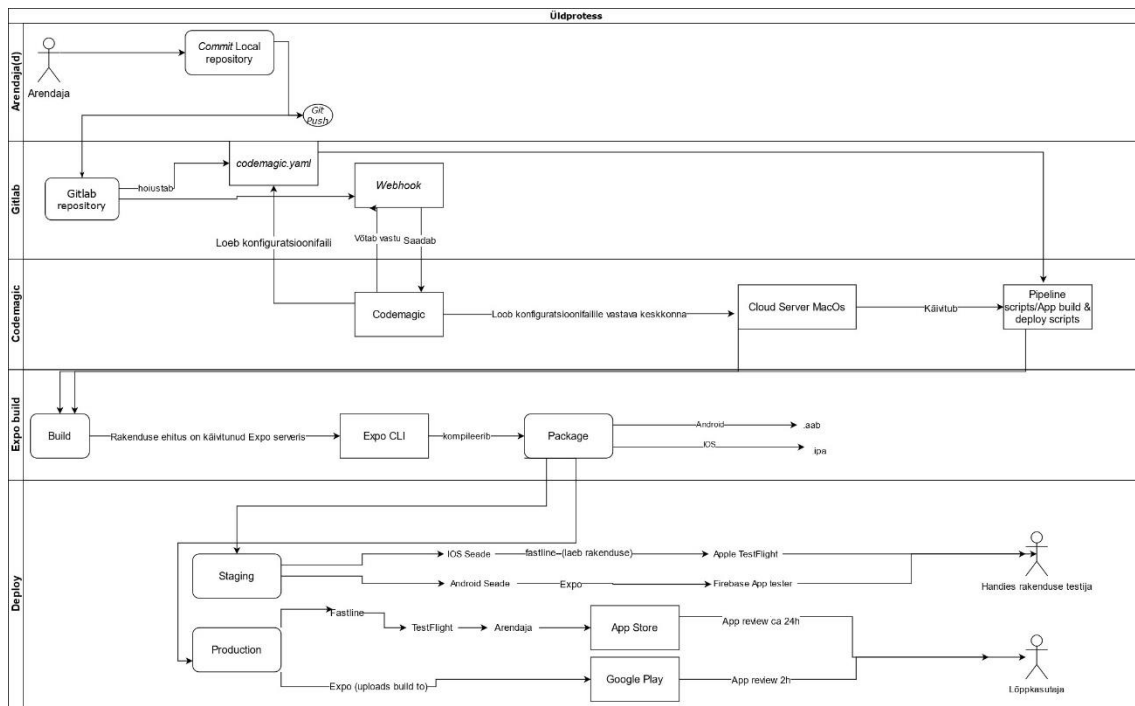 Üldprotess
Arendaja(d)
Commit Local
repository
Arendaja
Git
Push
Gitlab
codemagic.yaml
hoiustab
Gitlab
repository
Webhook
Loeb konfiguratsioonifaili
Võtab vastu
Saadab
Codemagic
Codemagic
Loob konfiguratsioonifailile vastava keskkonna
Cloud Server MacOs
Käivitub
Pipeline
scripts/App build &
deploy scripts
Expo build
Build
Rakenduse ehitus on käivitunud Expo serveris
Expo CLI
kompileerib
Package
Android
.aab
IOS
.ipa
Deploy
Staging
IOS Seade
fastline-(laeb rakenduse)
Apple TestFlight
Android Seade
Expo
Firebase App tester
Handies rakenduse testija
Production
Fastline
TestFlight
Arendaja
App Store
App review ca 24h
Expo (uploads build to)
Google Play
App review 2h
Lõppkasutaja